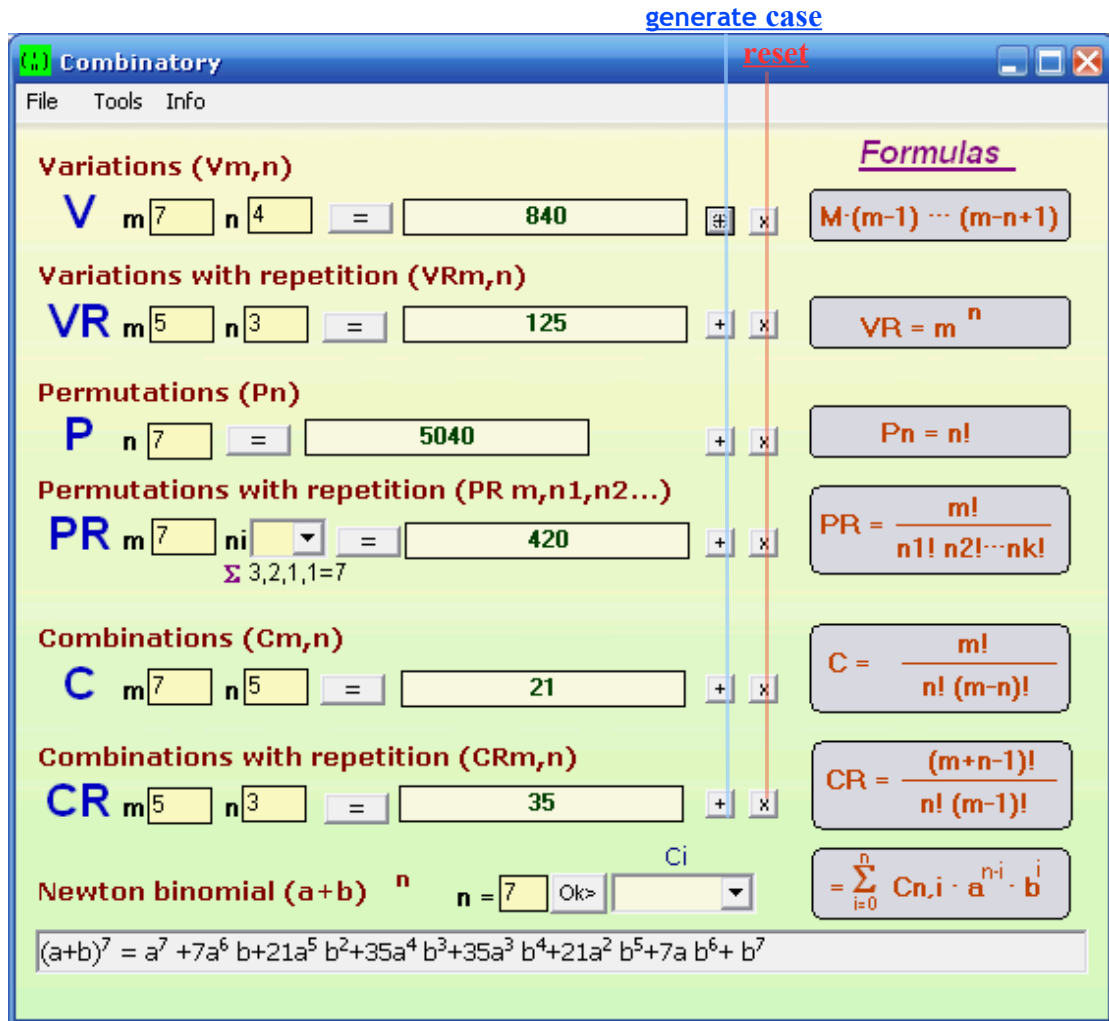 generate case
reset
Combinatory
File Tools Info
Formulas
Variations (Vm,n)
V m 7 n 4 = 840 + x M·(m-1) ··· (m-n+1)
Variations with repetition (VRm,n)
VR m 5 n 3 = 125 + x VR = m ⁿ
Permutations (Pn)
P n 7 = 5040 + x Pn = n!
Permutations with repetition (PR m,n1,n2...)
PR m 7 ni = 420 + x PR = m! / n1! n2!···nk!
Σ 3,2,1,1=7
Combinations (Cm,n)
C m 7 n 5 = 21 + x C = m! / n! (m-n)!
Combinations with repetition (CRm,n)
CR m 5 n 3 = 35 + x CR = (m+n-1)! / n! (m-1)!
Ci
Newton binomial (a+b) ⁿ n = 7 Ok> = n Σ i=0 Cn,i · a n-i · b i
(a+b)⁷ = a⁷ +7a⁶ b+21a⁵ b²+35a⁴ b³+35a³ b⁴+21a² b⁵+7a b⁶+ b⁷